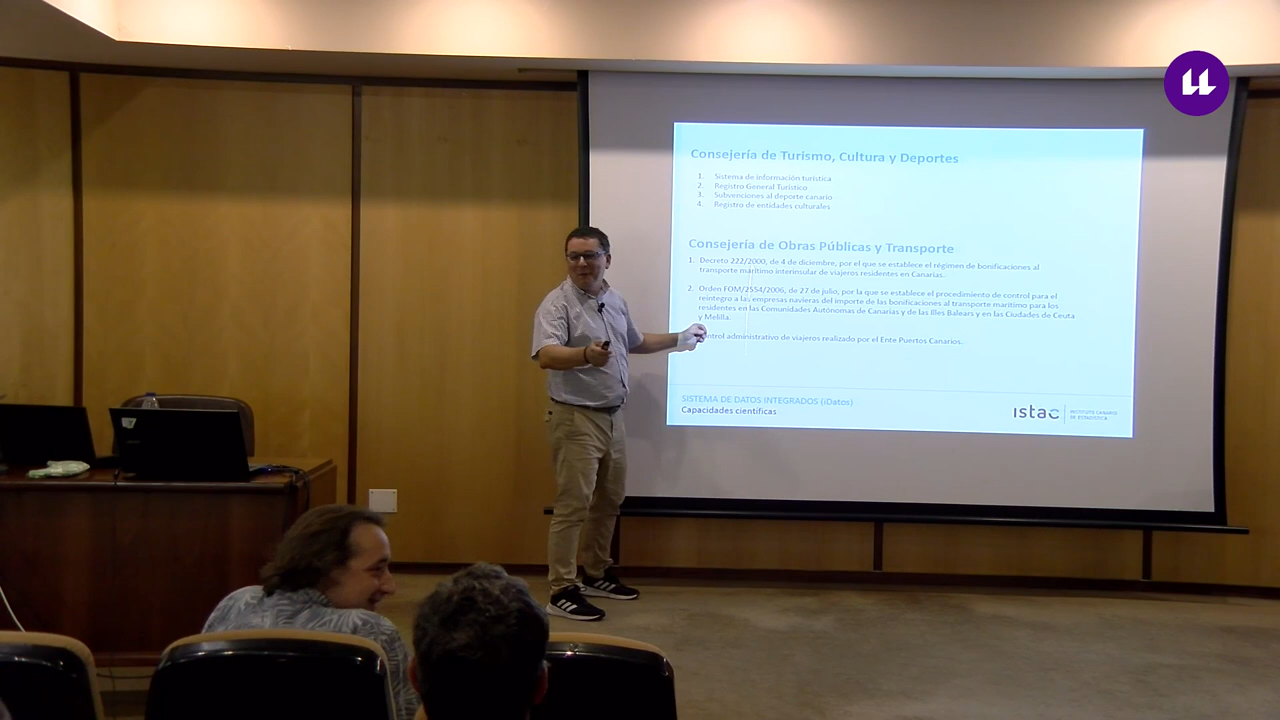 Consejería de Turismo, Cultura y Deportes
1. Sistema de información turística
2. Registro General Turístico
3. Subvenciones al deporte canario
4. Registro de entidades culturales
Consejería de Obras Públicas y Transporte
1. Decreto 222/2000, de 4 de diciembre, por el que se establece el régimen de bonificaciones al
transporte marítimo interinsular de viajeros residentes en Canarias.
2. Orden FOM/2554/2006, de 27 de julio, por la que se establece el procedimiento de control para el
reintegro a las empresas navieras del importe de las bonificaciones al transporte marítimo para los
residentes en las Comunidades Autónomas de Canarias y de las Illes Balears y en las Ciudades de Ceuta
y Melilla.
administrativo de viajeros realizado por el Ente Puertos Canarios.
SISTEMA DE DATOS INTEGRADOS (iDatos)
Capacidades científicas
istac
INSTITUTO CANARIO
DE ESTADÍSTICA